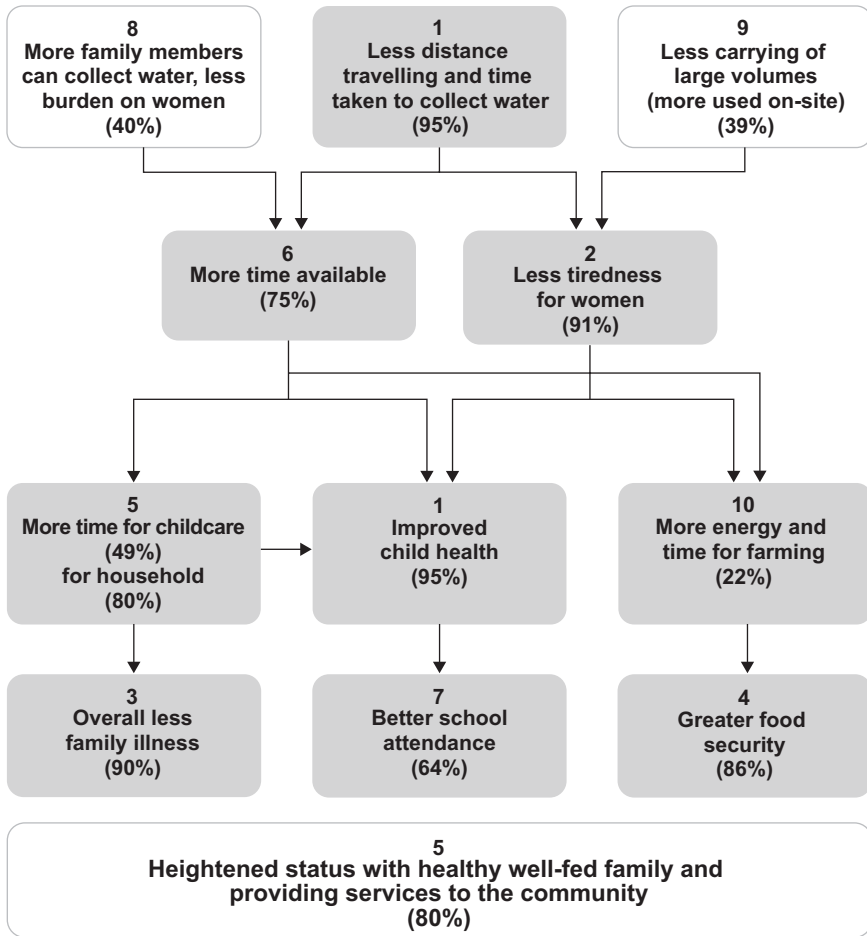 8
More family members
can collect water, less
burden on women
(40%)
1
Less distance
travelling and time
taken to collect water
(95%)
9
Less carrying of
large volumes
(more used on-site)
(39%)
6
More time available
(75%)
2
Less tiredness
for women
(91%)
5
More time for childcare
(49%)
for household
(80%)
1
Improved
child health
(95%)
10
More energy and
time for farming
(22%)
3
Overall less
family illness
(90%)
7
Better school
attendance
(64%)
4
Greater food
security
(86%)
5
Heightened status with healthy well-fed family and
providing services to the community
(80%)